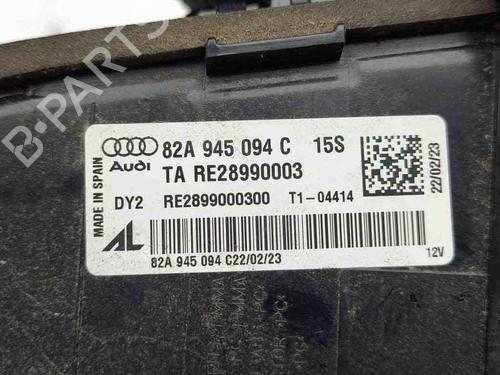 B-PARTS
Audi
82A 945 094 C 15S
TA RE28990003
DY2 RE2899000300 T1-04414
MADE IN SPAIN
22/02/23
AL
82A 945 094 C22/02/23
12V